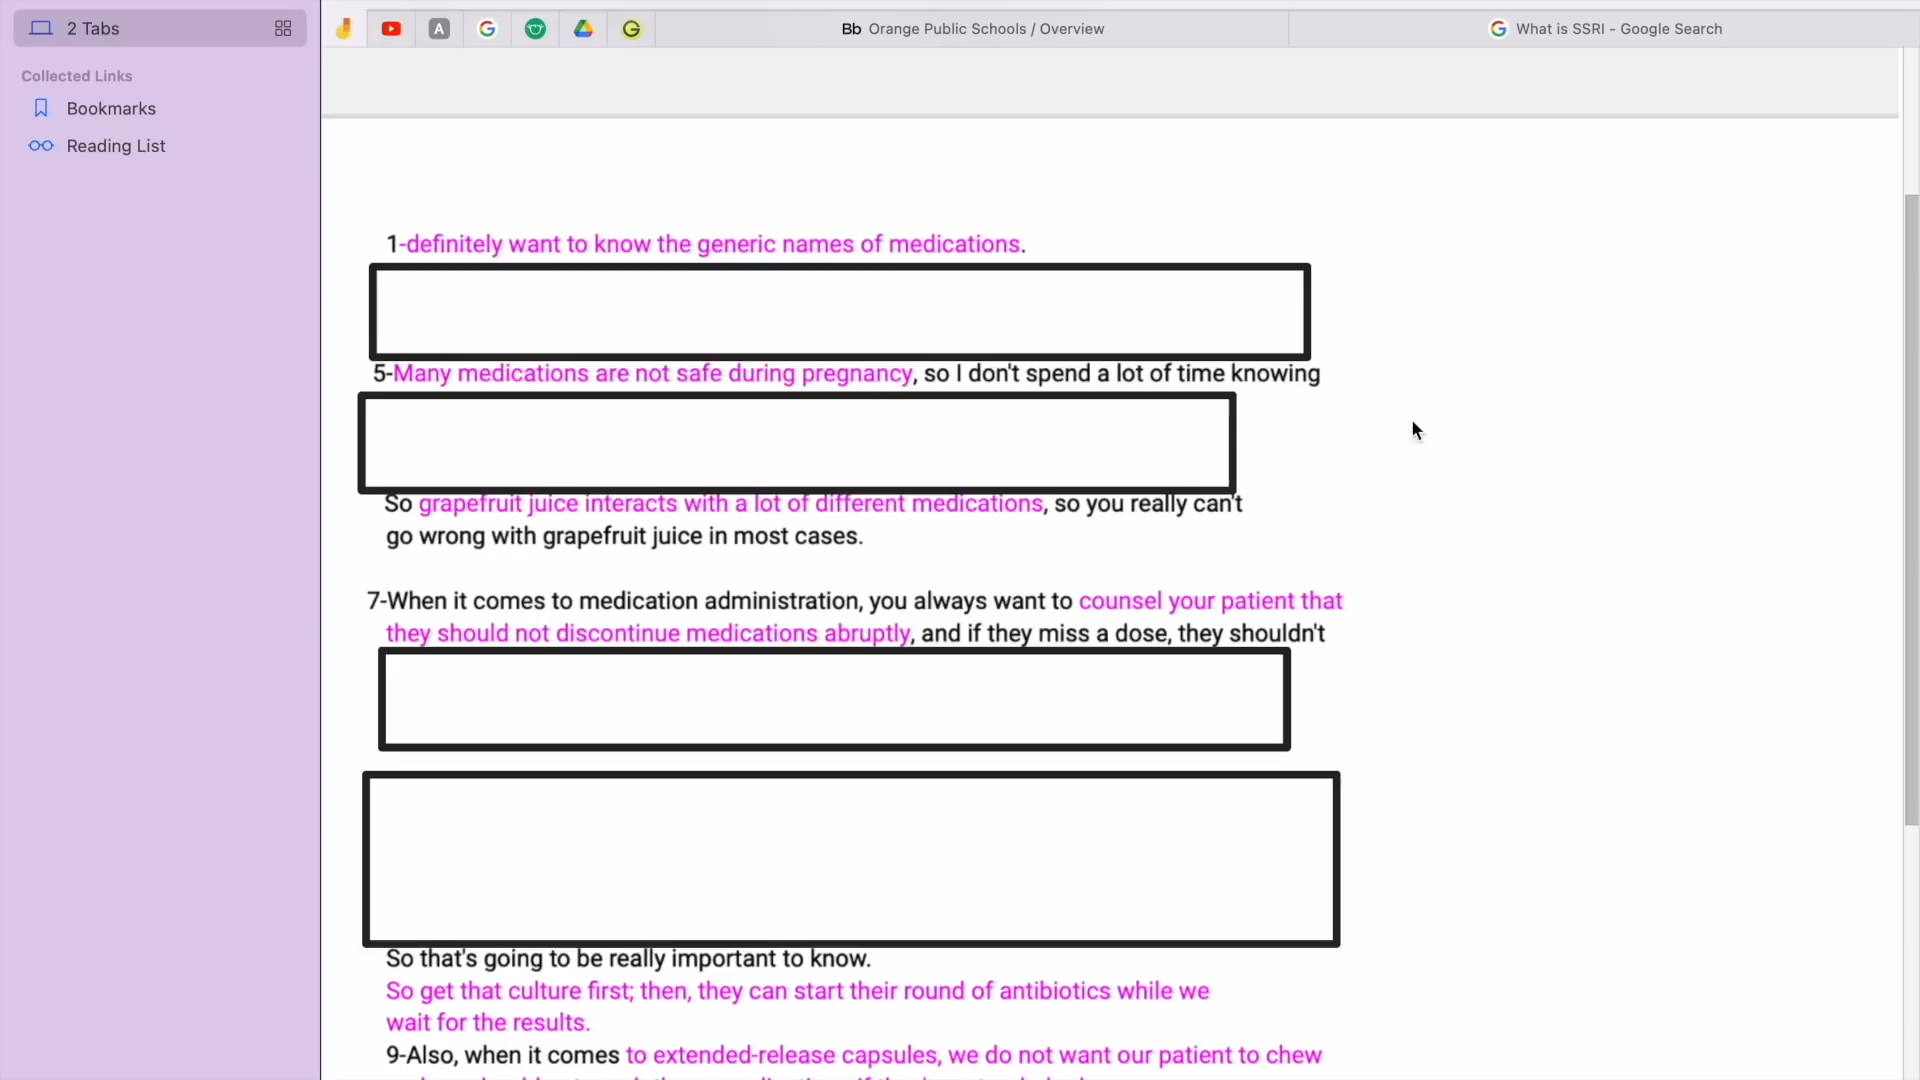 2 Tabs
Collected Links
Bookmarks
Reading List
A
Bb Orange Public Schools / Overview
What is SSRI - Google Search
1-definitely want to know the generic names of medications.
5-Many medications are not safe during pregnancy, so I don't spend a lot of time knowing
So grapefruit juice interacts with a lot of different medications, so you really can't
go wrong with grapefruit juice in most cases.
7-When it comes to medication administration, you always want to counsel your patient that
they should not discontinue medications abruptly, and if they miss a dose, they shouldn't
So that's going to be really important to know.
So get that culture first; then, they can start their round of antibiotics while we
wait for the results.
9-Also, when it comes to extended-release capsules, we do not want our patient to chew